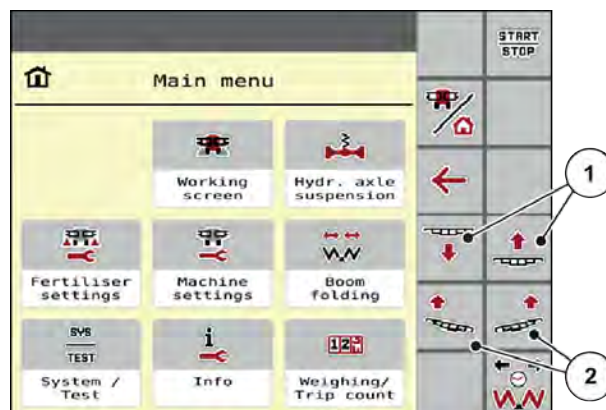 START
STOP
Main menu
Working
screen
Hydr. axle
suspension
1
Fertiliser
settings
Machine
settings
Boom
folding
SYS
TEST
i
123
System /
Test
Info
Weighing/
Trip count
2